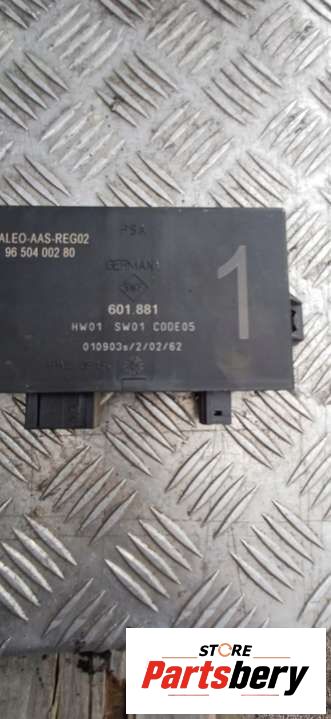 ALEO-AAS-REG02
96 504 002 80
PSA
GERMANY
601.881
HW01 SW01 CODE05
010903s/2/02/62
1
STORE
Partsbery